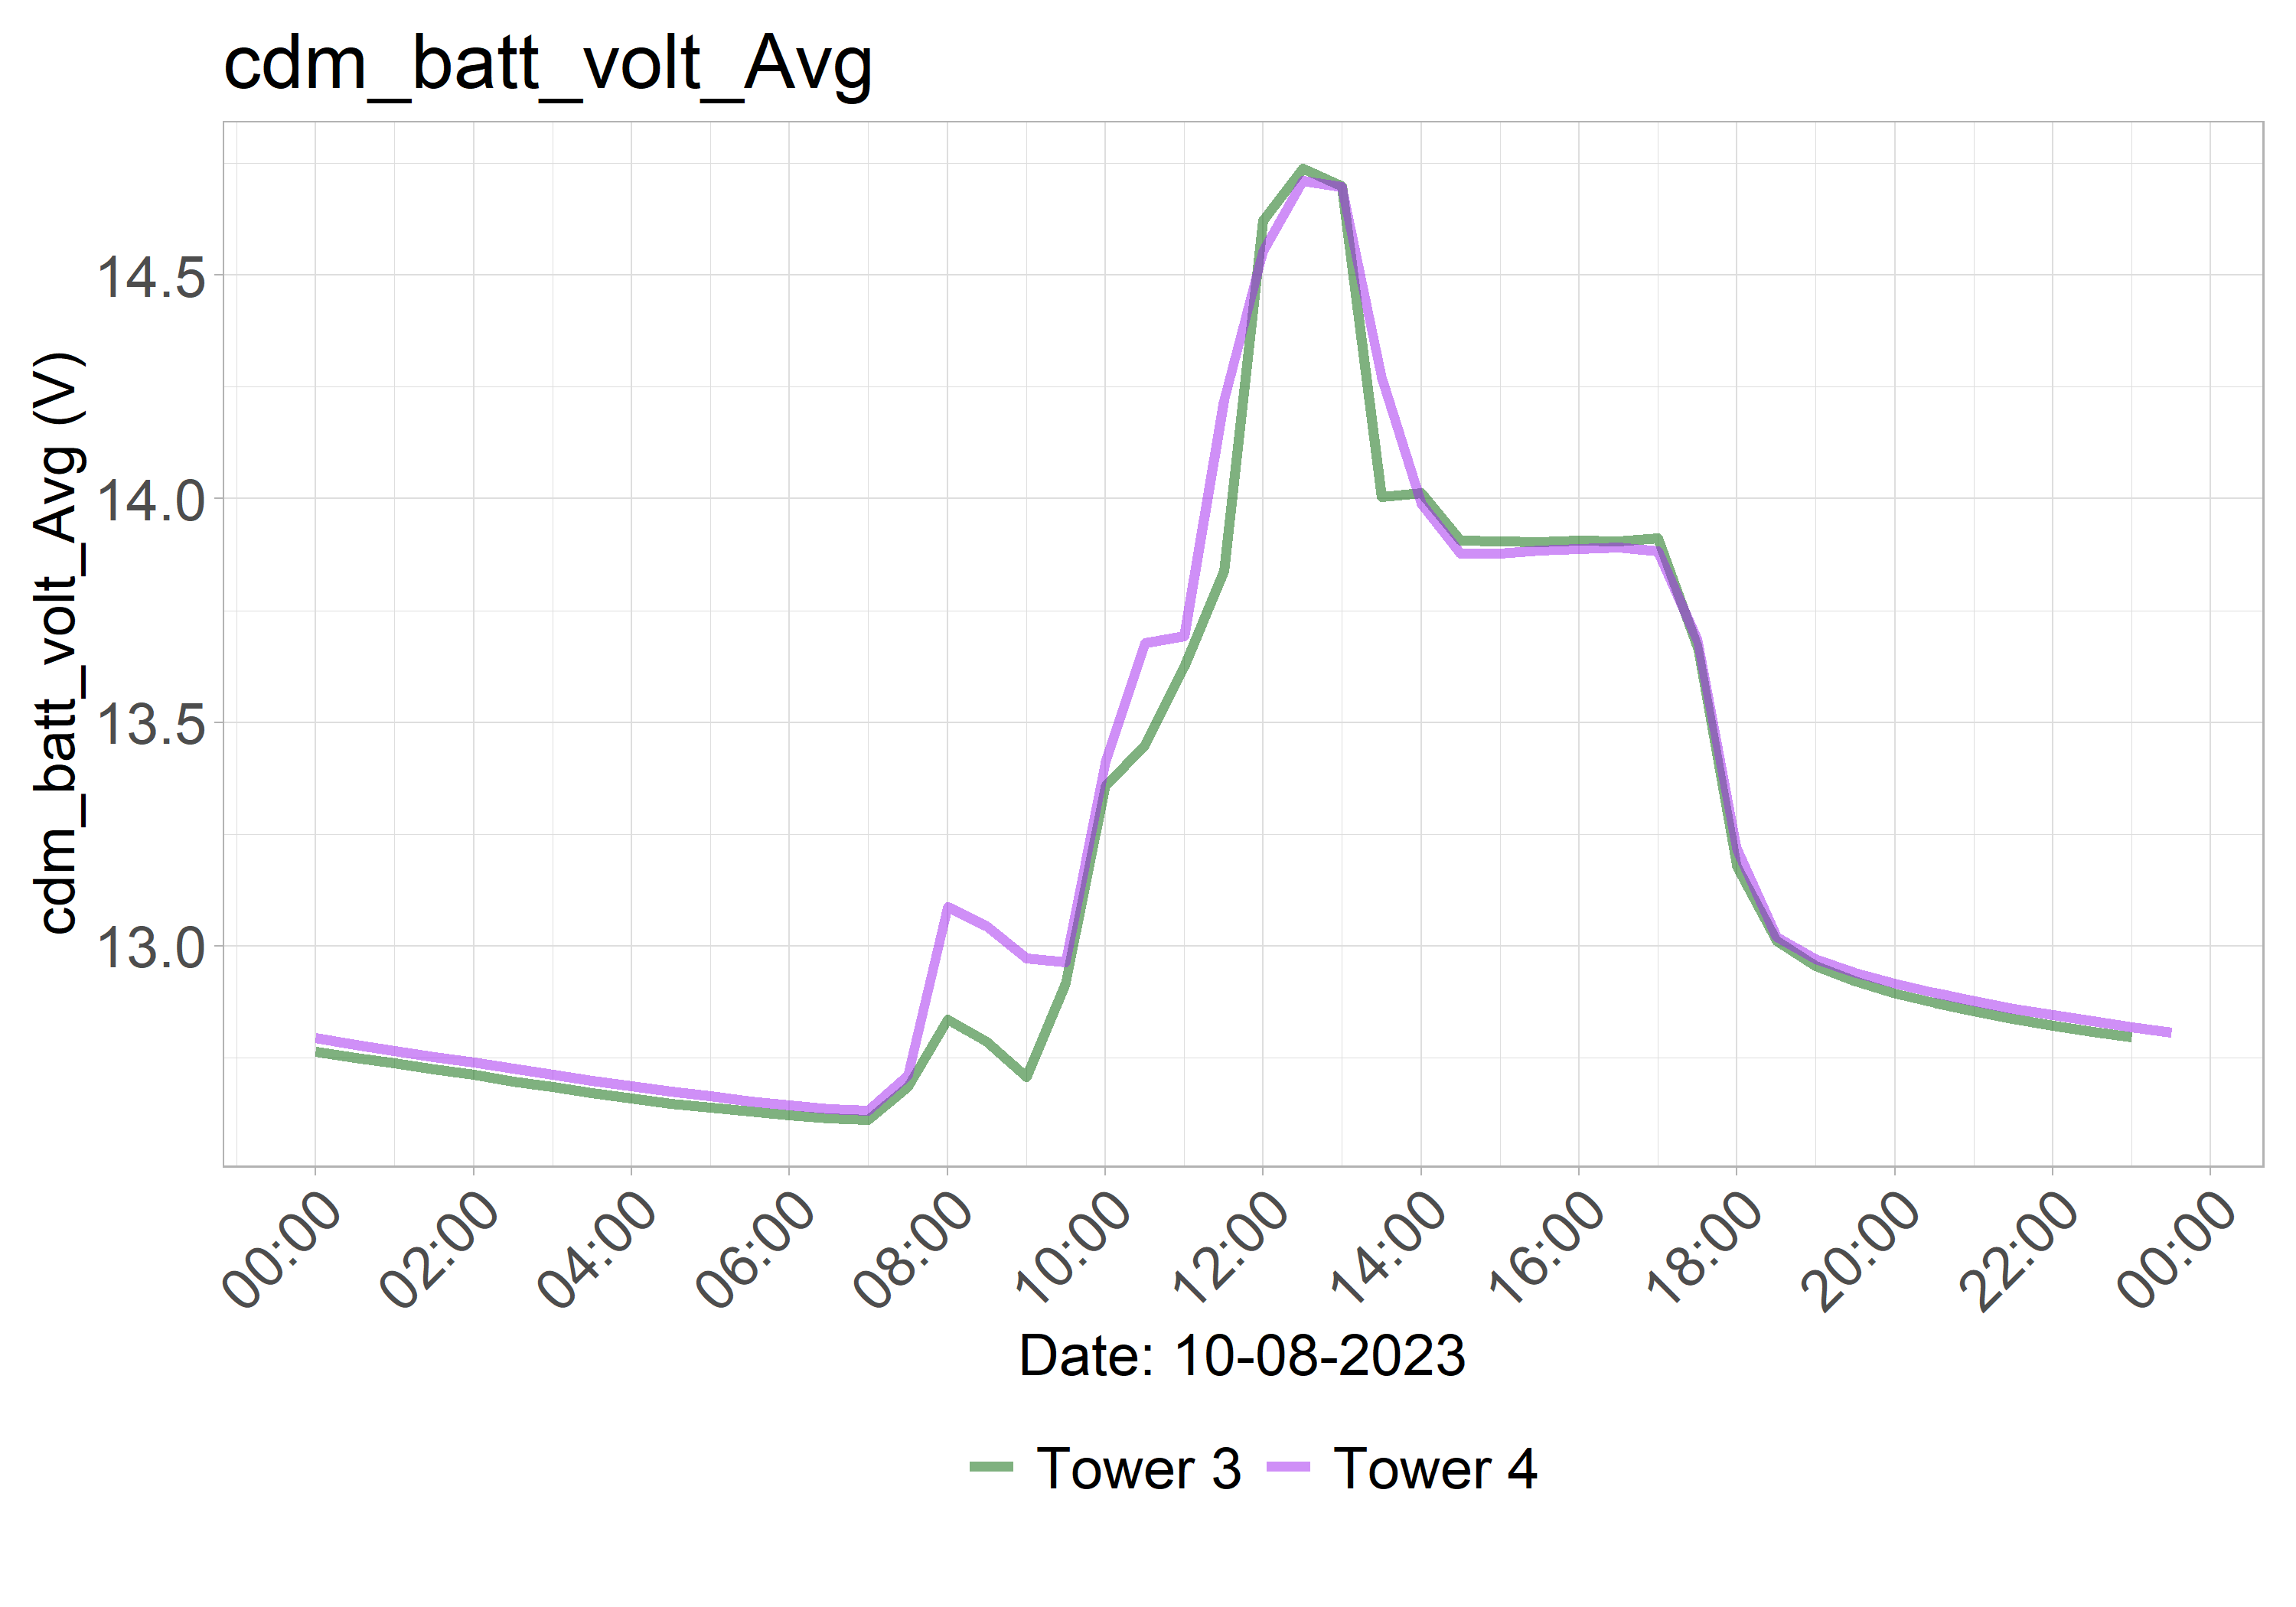 cdm_batt_volt_Avg
cdm_batt_volt_Avg (V)
14.5
14.0
13.5
13.0
00:00 02:00 04:00 06:00 08:00 10:00 12:00 14:00 16:00 18:00 20:00 22:00 00:00
Date: 10-08-2023
Tower 3 Tower 4